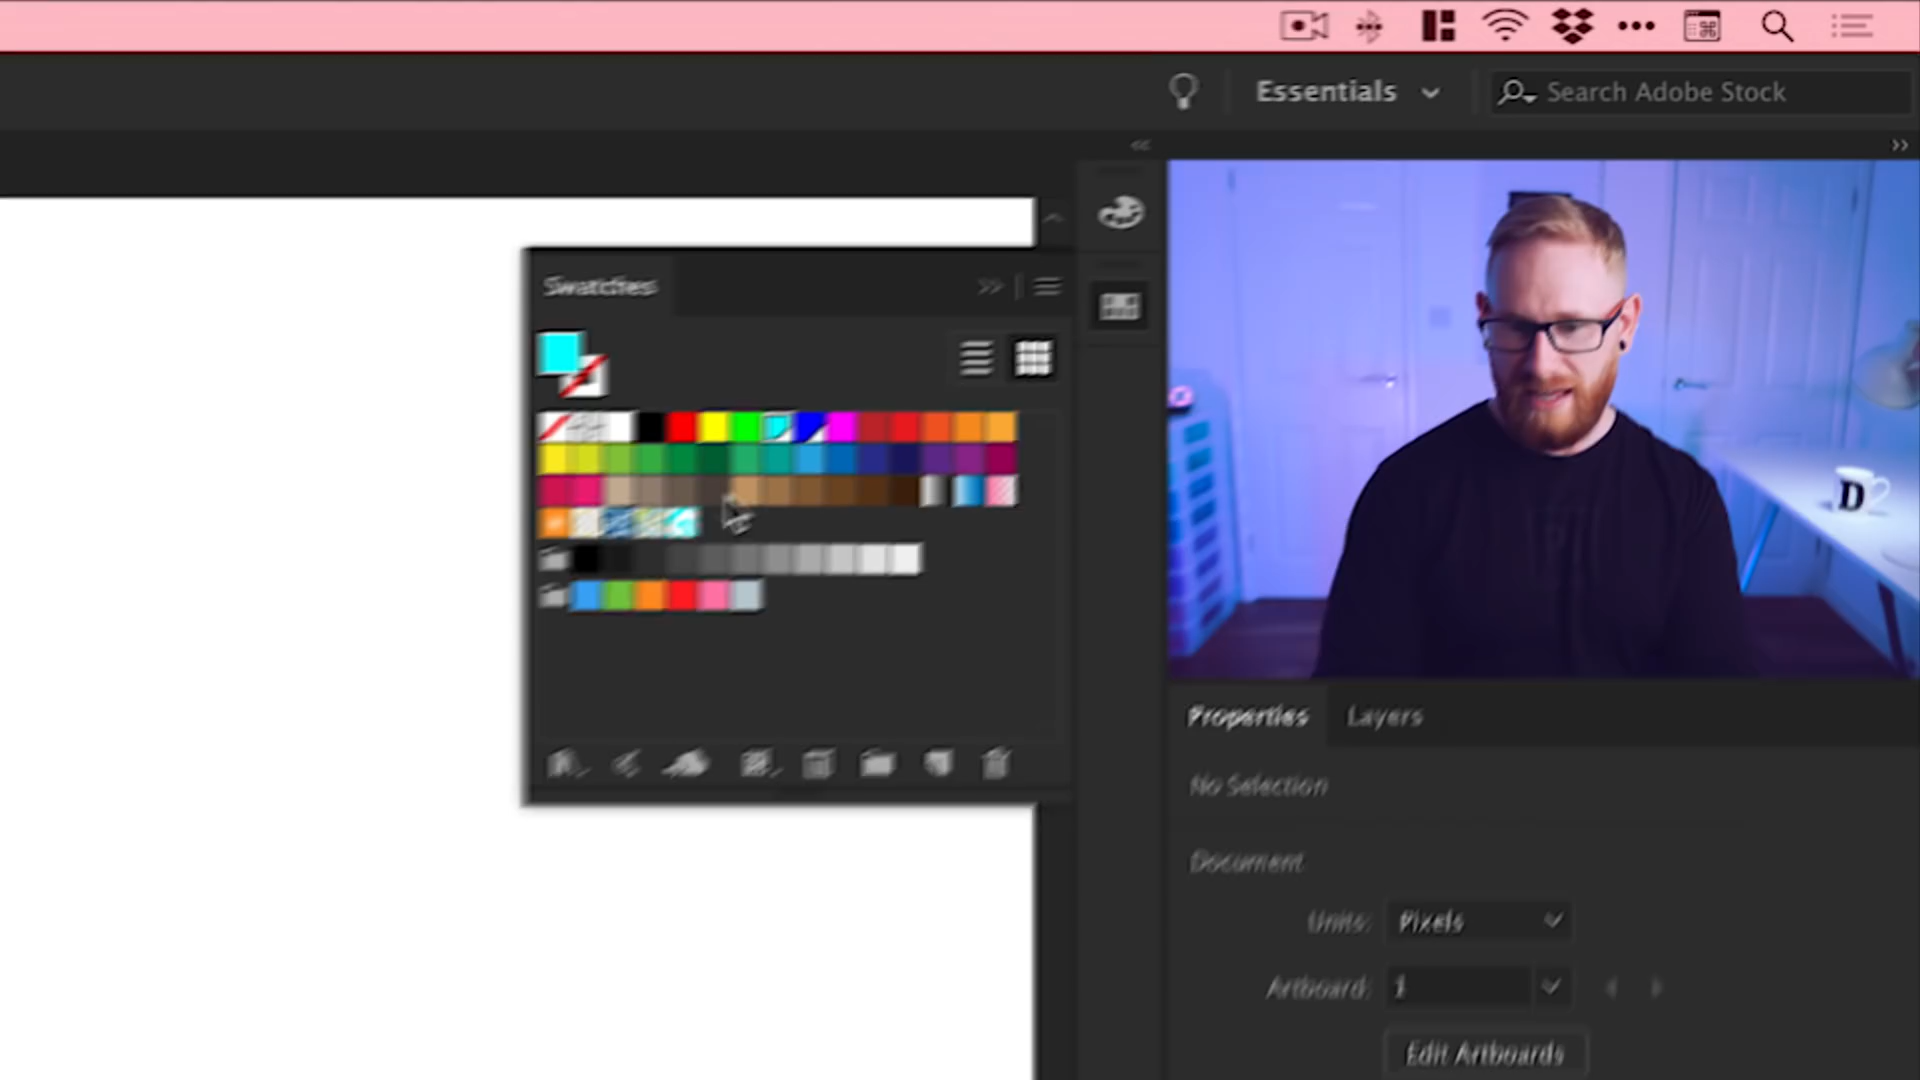 Essentials
Search Adobe Stock
Swatches
D
Properties
Layers
No Selection
Document
Units: Pixels
Artboard: 1
Edit Artboards